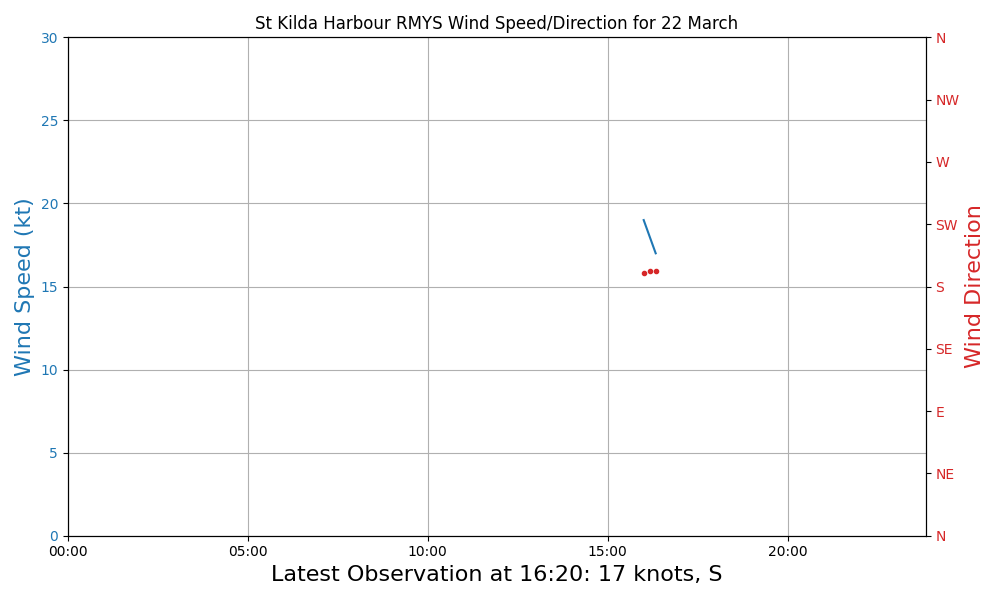 St Kilda Harbour RMYS Wind Speed/Direction for 22 March
30
25
20
15
10
5
0
Wind Speed (kt)
N
NW
W
SW
S
SE
E
NE
N
Wind Direction
00:00 05:00 10:00 15:00 20:00
Latest Observation at 16:20: 17 knots, S